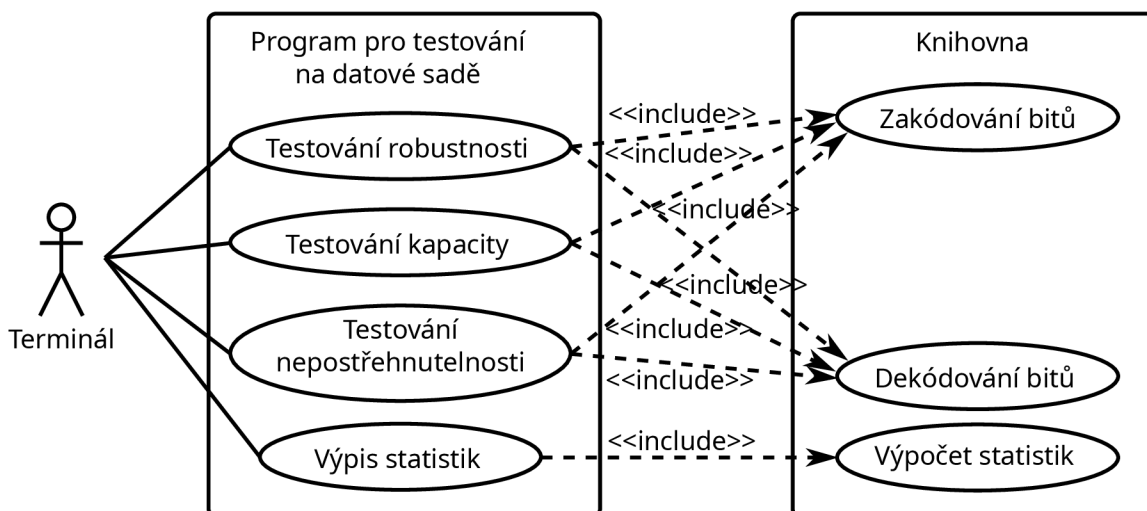 Program pro testování
na datové sadě
Knihovna
<<include>>
Zakódování bitů
Testování robustnosti
<<include>>
<<include>>
Testování kapacity
<<include>>
Terminál
Testování
nepostřehnutelnosti
<<include>>
<<include>>
Dekódování bitů
<<include>>
Výpis statistik
Výpočet statistik